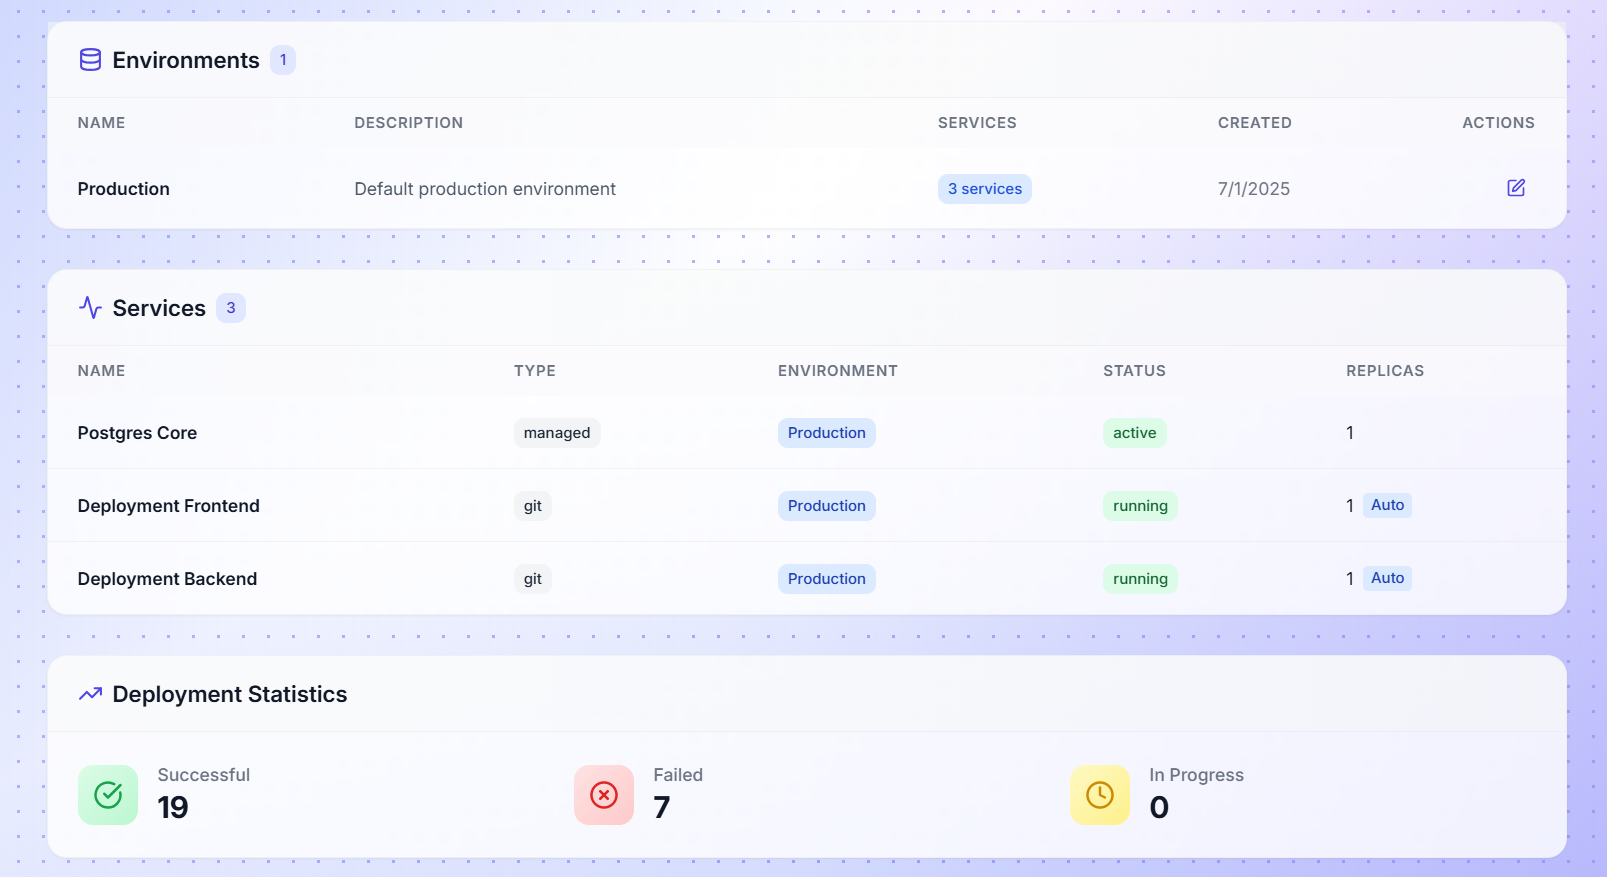 Environments 1
NAME DESCRIPTION SERVICES CREATED ACTIONS
Production Default production environment 3 services 7/1/2025
Services 3
NAME TYPE ENVIRONMENT STATUS REPLICAS
Postgres Core managed Production active 1
Deployment Frontend git Production running 1 Auto
Deployment Backend git Production running 1 Auto
Deployment Statistics
Successful Failed In Progress
19 7 0